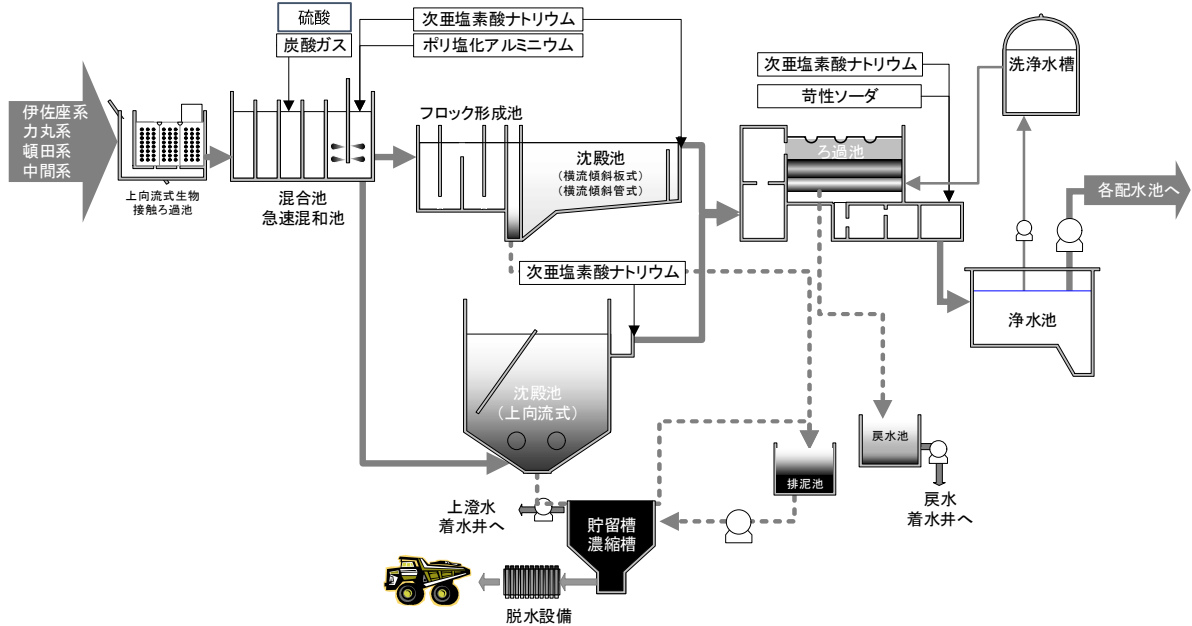 硫酸
炭酸ガス
次亜塩素酸ナトリウム
ポリ塩化アルミニウム
次亜塩素酸ナトリウム
苛性ソーダ
洗浄水槽
伊佐座系
力丸系
頓田系
中間系
上向流式生物
接触ろ過池
混合池
急速混和池
フロック形成池
沈殿池
(横流傾斜板式)
(横流傾斜管式)
ろ過池
各配水池へ
次亜塩素酸ナトリウム
浄水池
沈殿池
(上向流式)
戻水池
排泥池
戻水
着水井へ
上澄水
着水井へ
貯留槽
濃縮槽
脱水設備